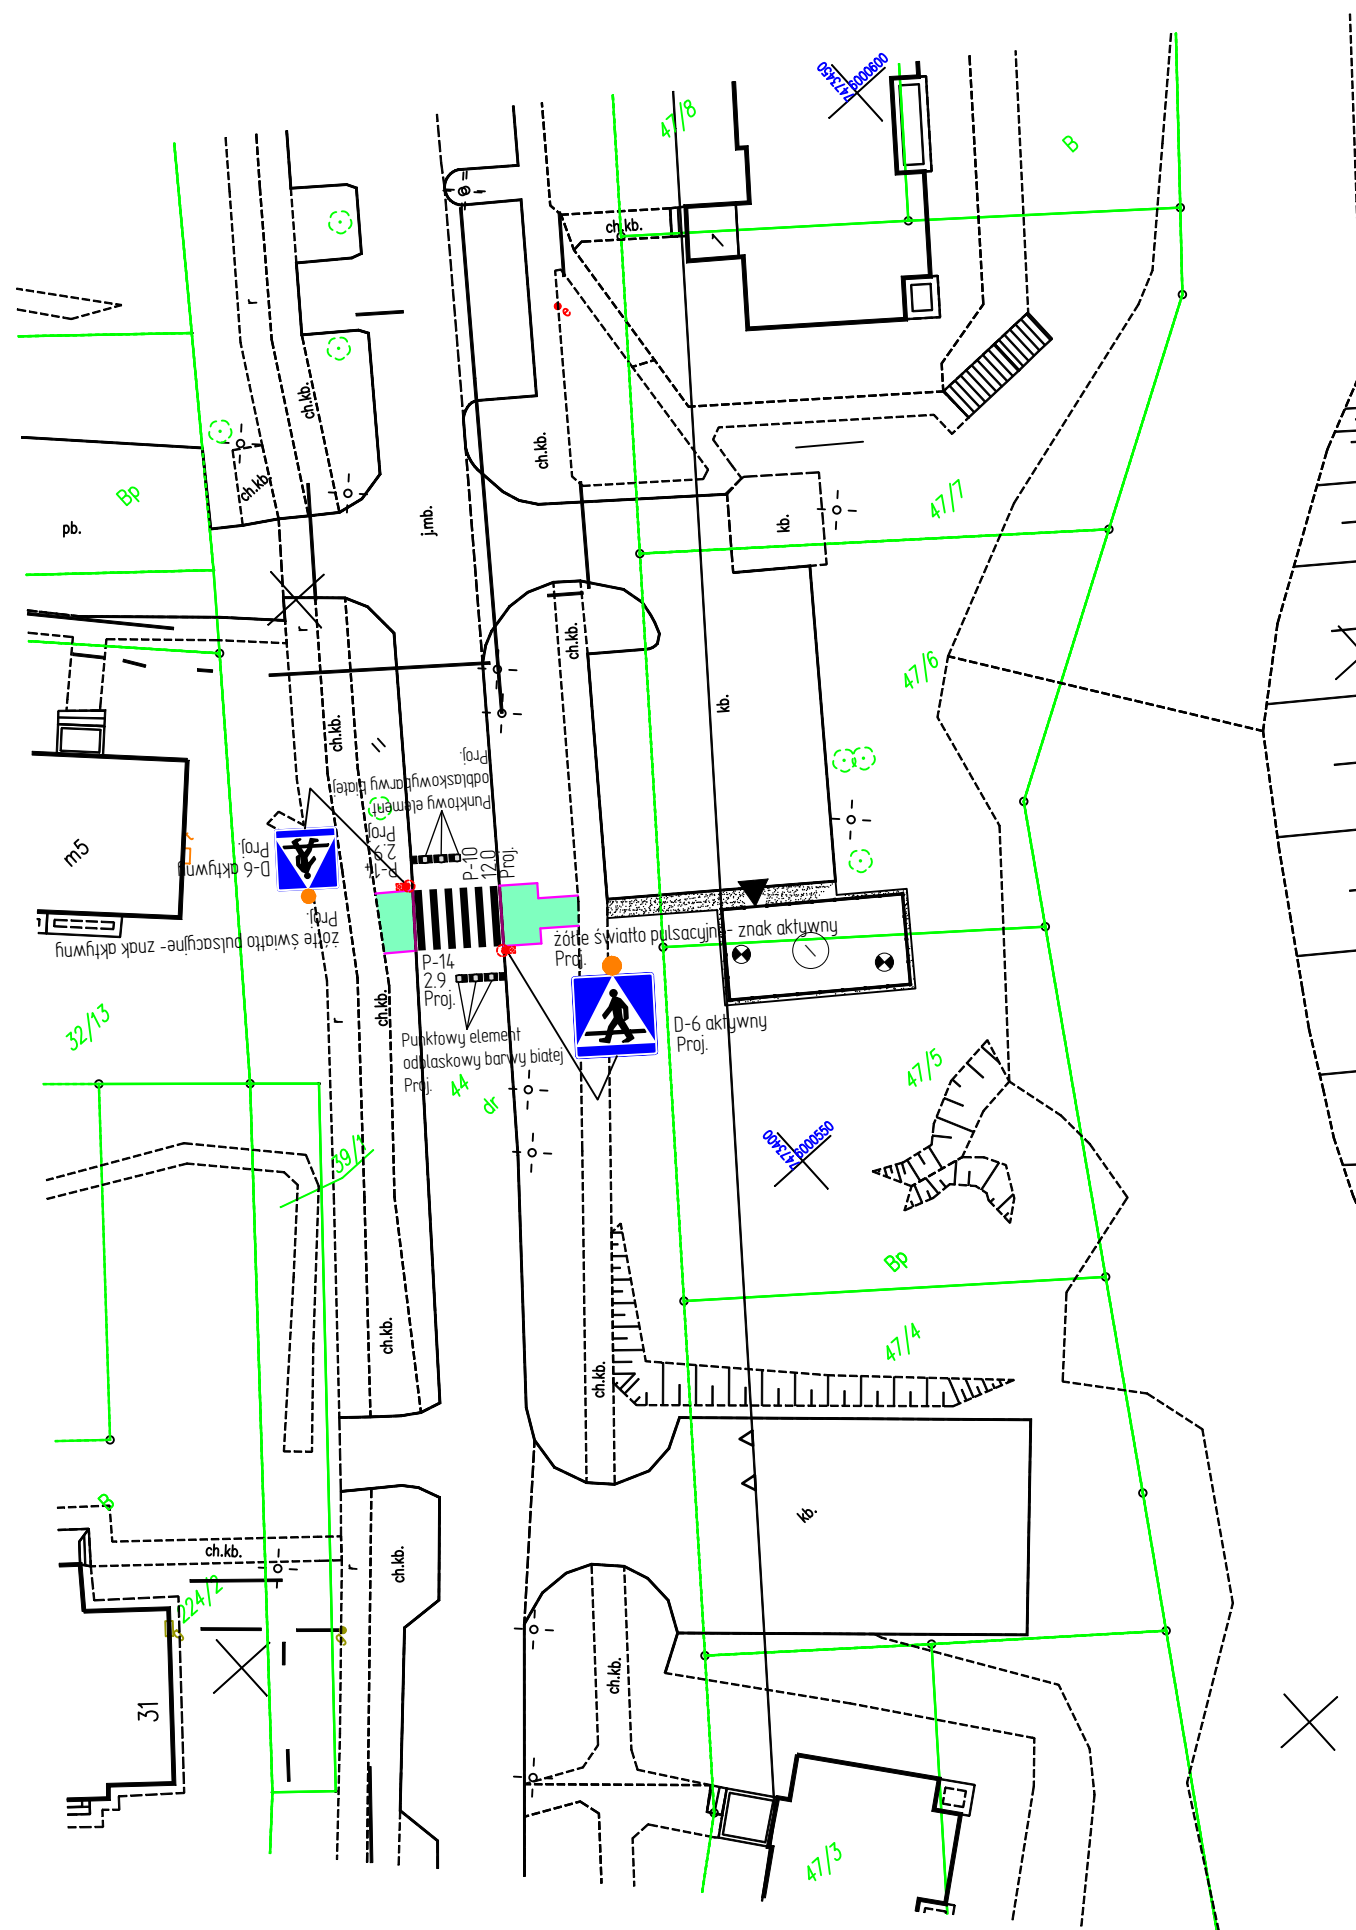 7473450
6000600
47/8
B
ch.kb.
e
r
ch.kb.
ch.kb.
ch.kb.
Bp
47/7
pb.
j.mb.
kb.
r
ch.kb.
47/6
kb.
ch.kb.
Proj.
odblaskowy barwy białej
Punktowy element
m5
Proj.
D-6 aktywny
Proj.
2.9
P-14
P-10
12.0
Proj.
Proj.
żółte światło pulsacyjne- znak aktywny
żółte światło pulsacyjne- znak aktywny
Proj.
P-14
2.9
Proj.
32/13
r
ch.kb.
D-6 aktywny
Proj.
Punktowy element
odblaskowy barwy białej
Proj.
47/5
44
dr
7473400
6000550
39/1
Bp
ch.kb.
47/4
ch.kb.
B
kb.
ch.kb.
r
ch.kb.
224/2
g
ch.kb.
31
47/3